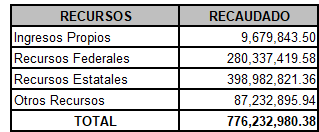 RECURSOS RECAUDADO
Ingresos Propios 9,679,843.50
Recursos Federales 280,337,419.58
Recursos Estatales 398,982,821.36
Otros Recursos 87,232,895.94
TOTAL 776,232,980.38